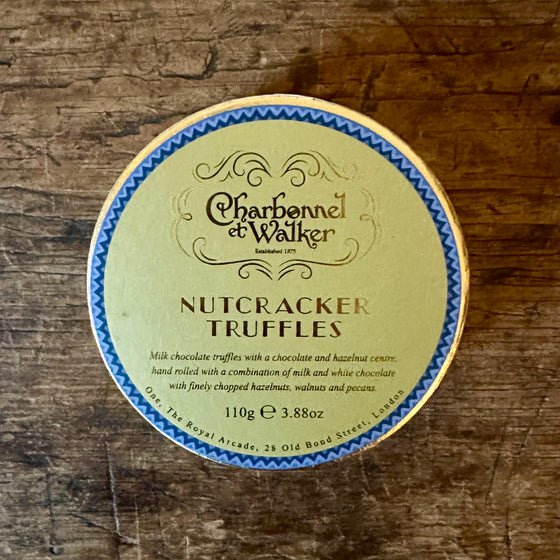 Charbonnel
et Walker
Established 1875
NUTCRACKER
TRUFFLES
Milk chocolate truffles with a chocolate and hazelnut centre,
hand rolled with a combination of milk and white chocolate
with finely chopped hazelnuts, walnuts and pecans.
110g ℮ 3.88oz
One, The Royal Arcade, 28 Old Bond Street, London